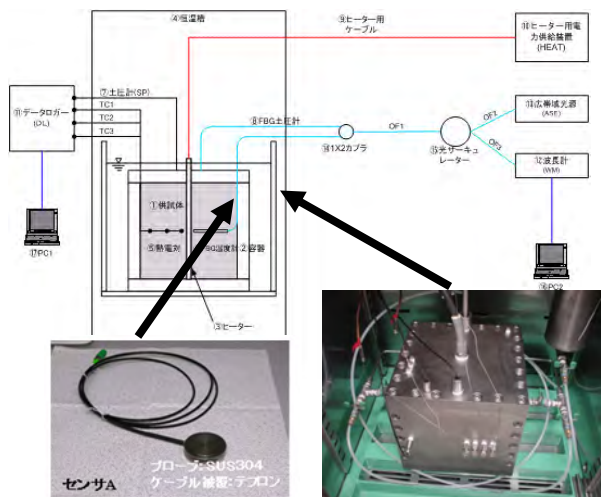 ④恒温槽
⑨ヒーター用
ケーブル
⑩ヒーター用電
力供給装置
(HEAT)
⑪データロガー
(DL)
⑦土圧計(SP)
TC1
TC2
TC3
⑧FBG土圧計
OF1
⑭1X2カプラ
⑮光サーキュ
レーター
OF2
OF3
⑬広帯域光源
(ASE)
⑫波長計
(WM)
⑰PC1
⑯PC2
①供試体
⑤熱電対
BG温度計
②容器
③ヒーター
センサA
プローブ:SUS304
ケーブル被覆:テフロン